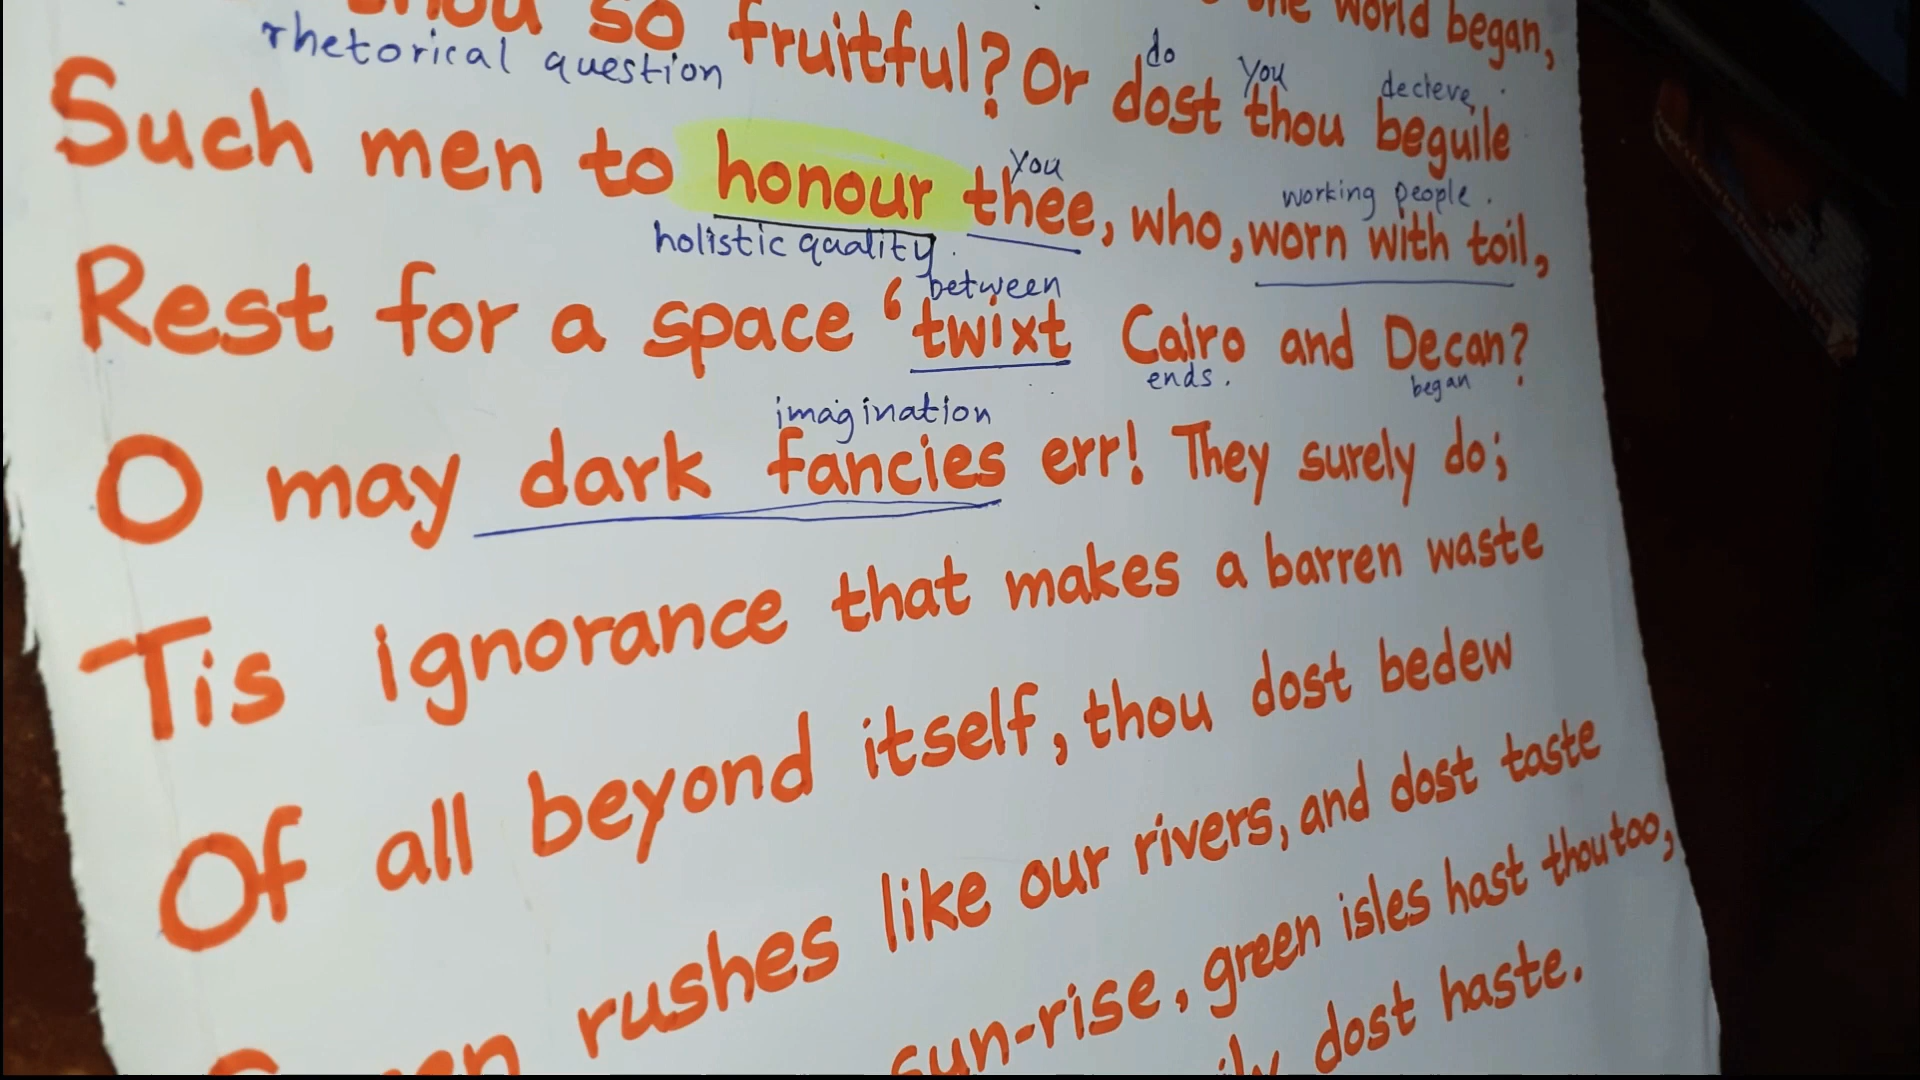 the world began,
so fruitful? Or dost thou beguile
rhetorical question
do
You
decieve
Such men to honour thee, who, worn with toil,
You
working people.
holistic quality.
Rest for a space 'twixt Cairo and Decan?
between
ends.
began
O may dark fancies err! They surely do;
imagination
Tis ignorance that makes a barren waste
Of all beyond itself, thou dost bedew
rushes like our rivers, and dost taste
sun-rise, green isles hast thou too,
dost haste.